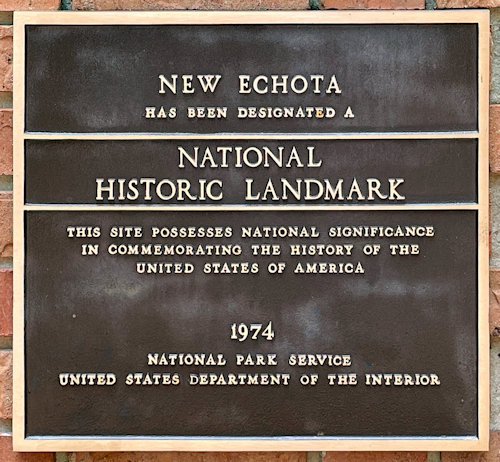 NEW ECHOTA
HAS BEEN DESIGNATED A
NATIONAL
HISTORIC LANDMARK
THIS SITE POSSESSES NATIONAL SIGNIFICANCE
IN COMMEMORATING THE HISTORY OF THE
UNITED STATES OF AMERICA
1974
NATIONAL PARK SERVICE
UNITED STATES DEPARTMENT OF THE INTERIOR